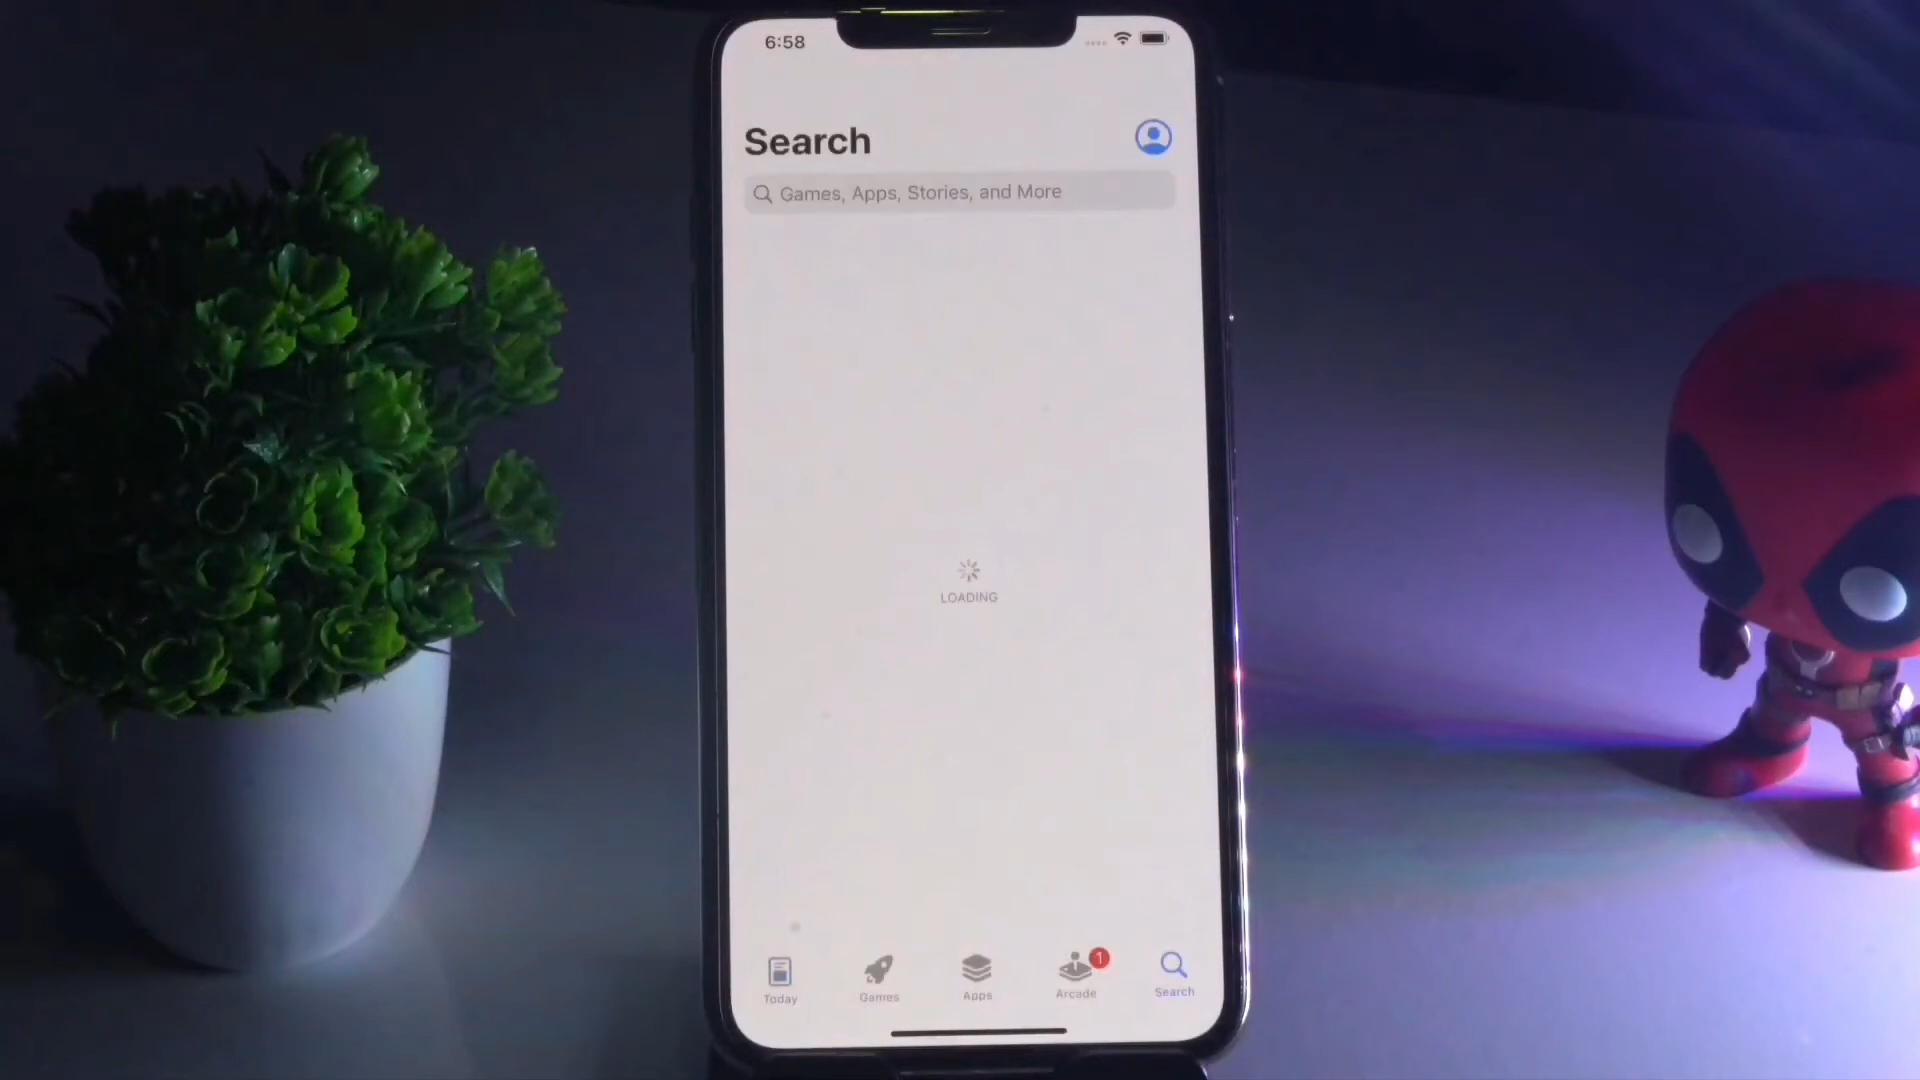 6:58
Search
Games, Apps, Stories, and More
LOADING
1
Today
Games
Apps
Arcade
Search